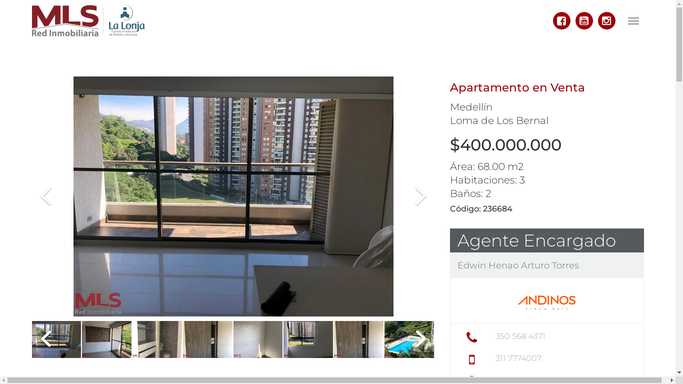 MLS
Red Inmobiliaria
La Lonja
Apartamento en Venta
Medellín
Loma de Los Bernal
$400.000.000
Área: 68.00 m2
Habitaciones: 3
Baños: 2
Código: 236684
MLS
Red Inmobiliaria
Agente Encargado
Edwin Henao Arturo Torres
ANDINOS
350 568 4371
311 7774007